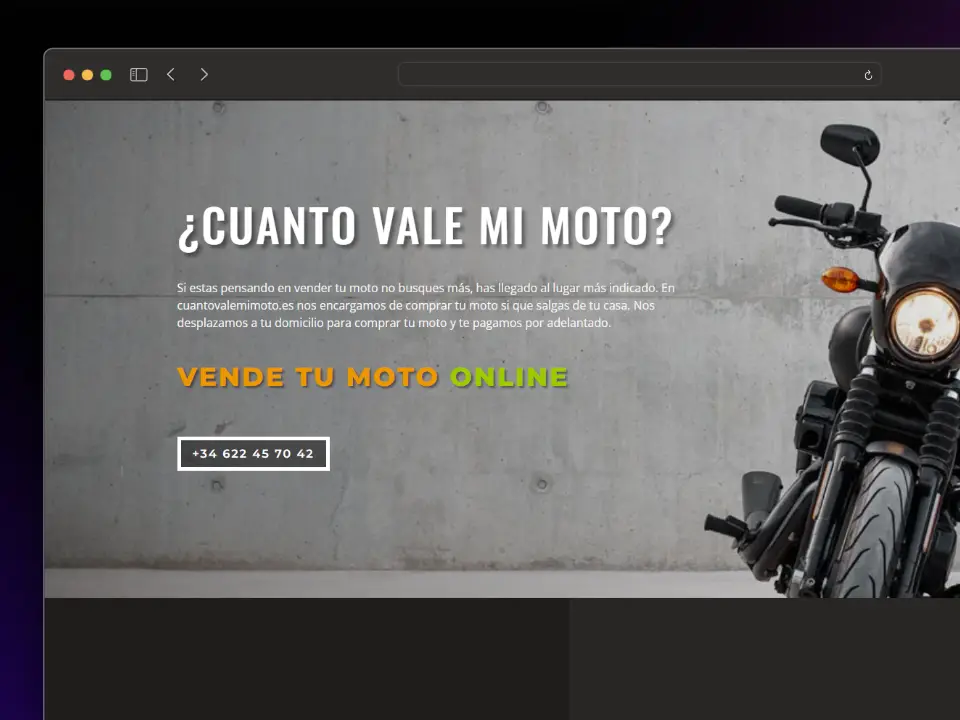 ¿CUANTO VALE MI MOTO?
Si estas pensando en vender tu moto no busques más, has llegado al lugar más indicado. En
cuantovalemimoto.es nos encargamos de comprar tu moto si que salgas de tu casa. Nos
desplazamos a tu domicilio para comprar tu moto y te pagamos por adelantado.
VENDE TU MOTO ONLINE
+34 622 45 70 42